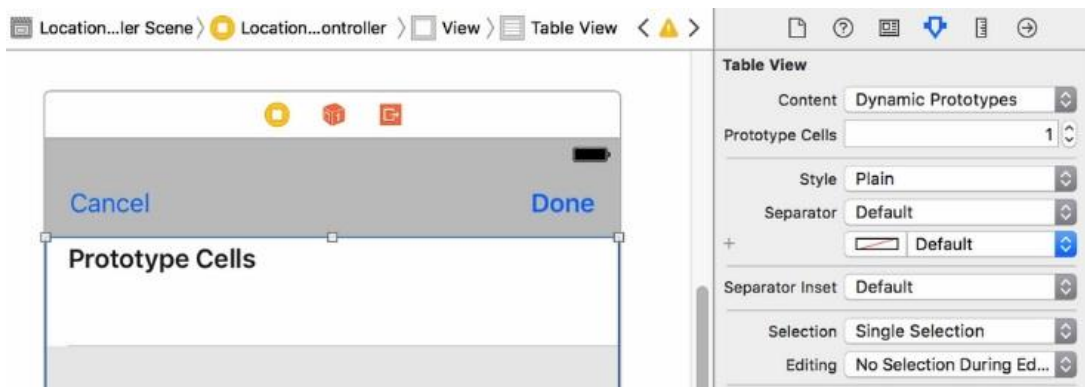 Location...ler Scene 〉 Location...ontroller 〉 View 〉 Table View < >
Table View
Content Dynamic Prototypes
Prototype Cells 1
Style Plain
Cancel Done
Separator Default
+ Default
Prototype Cells
Separator Inset Default
Selection Single Selection
Editing No Selection During Ed...